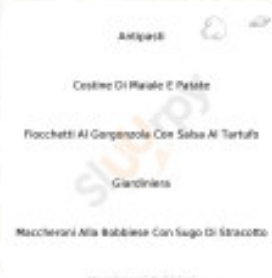 Antipasti
Costine Di Maiale E Patate
Fiocchetti Al Gorgonzola Con Salsa Al Tartufo
Giardiniera
Maccheroni Alla Bobbiese Con Sugo Di Stracotto
sluurpy